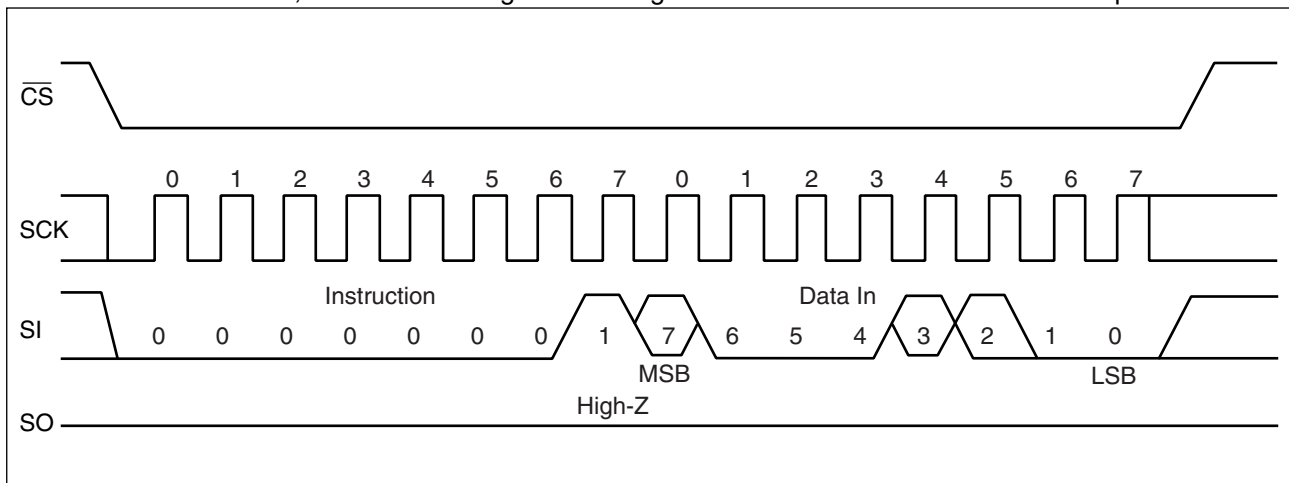 CS
0 1 2 3 4 5 6 7 0 1 2 3 4 5 6 7
SCK
Instruction Data In
SI 0 0 0 0 0 0 0 1 7 6 5 4 3 2 1 0
MSB LSB
High-Z
SO